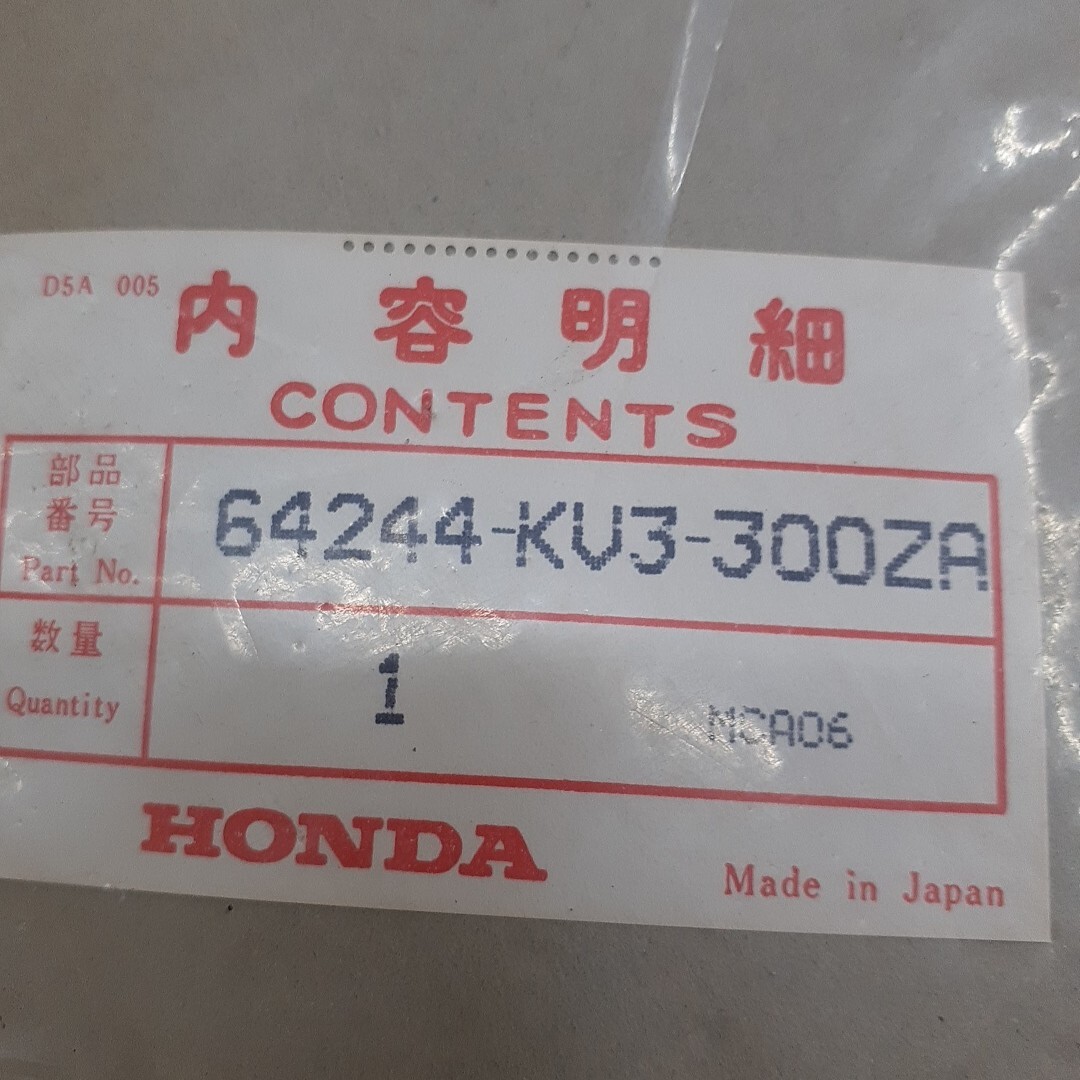 D5A 005
内容明細
CONTENTS
部品
番号
Part No.
64244-KV3-300ZA
数量
Quantity
1
MCA06
HONDA
Made in Japan